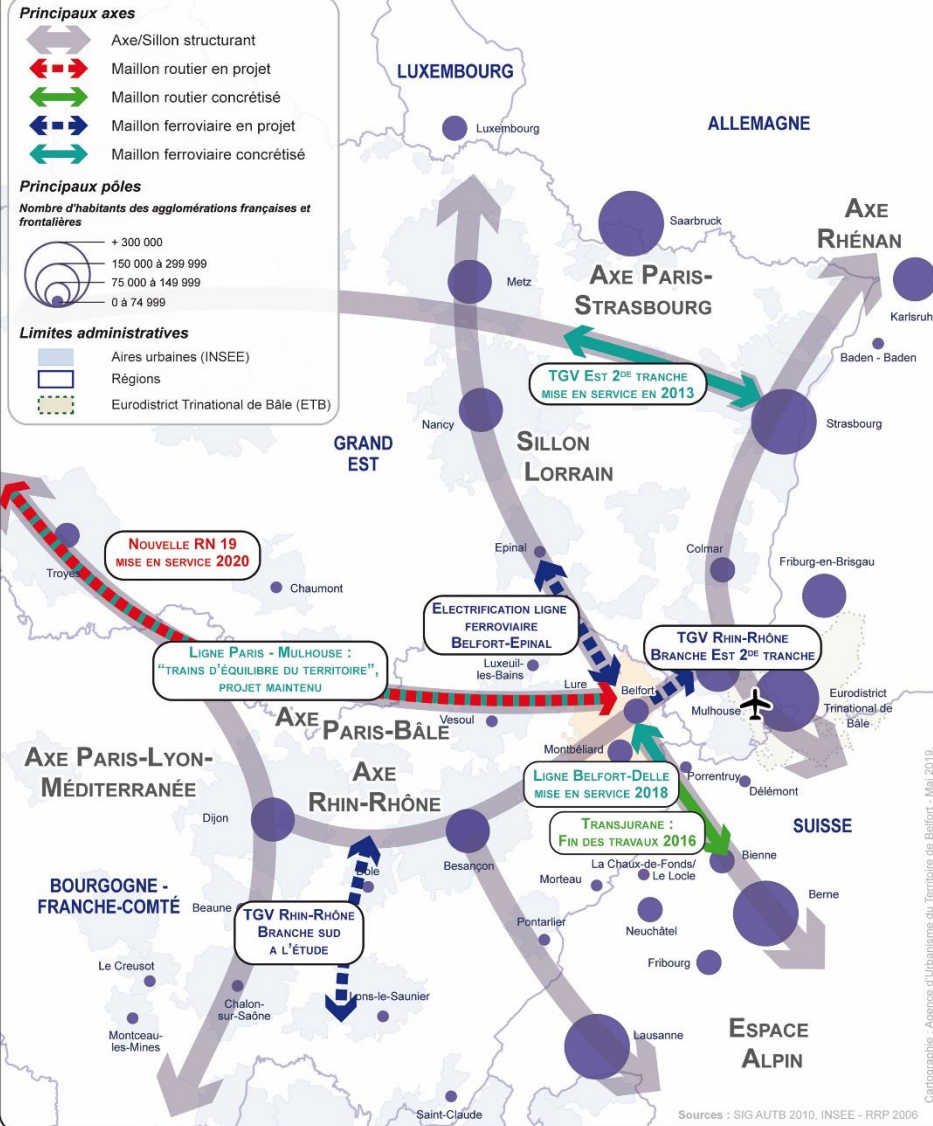 Principaux axes
Axe/Sillon structurant
Maillon routier en projet
Maillon routier concrétisé
Maillon ferroviaire en projet
Maillon ferroviaire concrétisé
Principaux pôles
Nombre d'habitants des agglomérations françaises et
frontalières
+ 300 000
150 000 à 299 999
75 000 à 149 999
0 à 74 999
Limites administratives
Aires urbaines (INSEE)
Régions
Eurodistrict Trinational de Bâle (ETB)
LUXEMBOURG
Luxembourg
ALLEMAGNE
Saarbruck
AXE
RHÉNAN
Metz
AXE PARIS-
STRASBOURG
Karlsruh
Baden - Baden
TGV EST 2DE TRANCHE
MISE EN SERVICE EN 2013
Nancy
Strasbourg
GRAND
EST
SILLON
LORRAIN
NOUVELLE RN 19
MISE EN SERVICE 2020
Troyes
Chaumont
Epinal
Colmar
Friburg-en-Brisgau
ELECTRIFICATION LIGNE
FERROVIAIRE
BELFORT-EPINAL
TGV RHIN-RHÔNE
BRANCHE EST 2DE TRANCHE
LIGNE PARIS - MULHOUSE :
"TRAINS D'ÉQUILIBRE DU TERRITOIRE",
PROJET MAINTENU
Luxeuil-
les-Bains
Lure
Belfort
Mulhouse
Eurodistrict
Trinational de
Bâle
Vesoul
AXE
PARIS-BÂLE
Montbéliard
AXE PARIS-LYON-
MÉDITERRANÉE
AXE
RHIN-RHÔNE
LIGNE BELFORT-DELLE
MISE EN SERVICE 2018
Porrentruy
Délémont
Dijon
TRANSJURANE :
FIN DES TRAVAUX 2016
SUISSE
Besançon
Bienne
La Chaux-de-Fonds/
Le Locle
Morteau
Dole
BOURGOGNE -
FRANCHE-COMTÉ
Beaune
Berne
TGV RHIN-RHÔNE
BRANCHE SUD
A L'ÉTUDE
Pontarlier
Neuchâtel
Le Creusot
Fribourg
Chalon-
sur-Saône
Lons-le-Saunier
Montceau-
les-Mines
Lausanne
ESPACE
ALPIN
Saint-Claude
Sources : SIG AUTB 2010, INSEE - RRP 2006
Cartographie : Agence d'Urbanisme du Territoire de Belfort - Mai 2019.